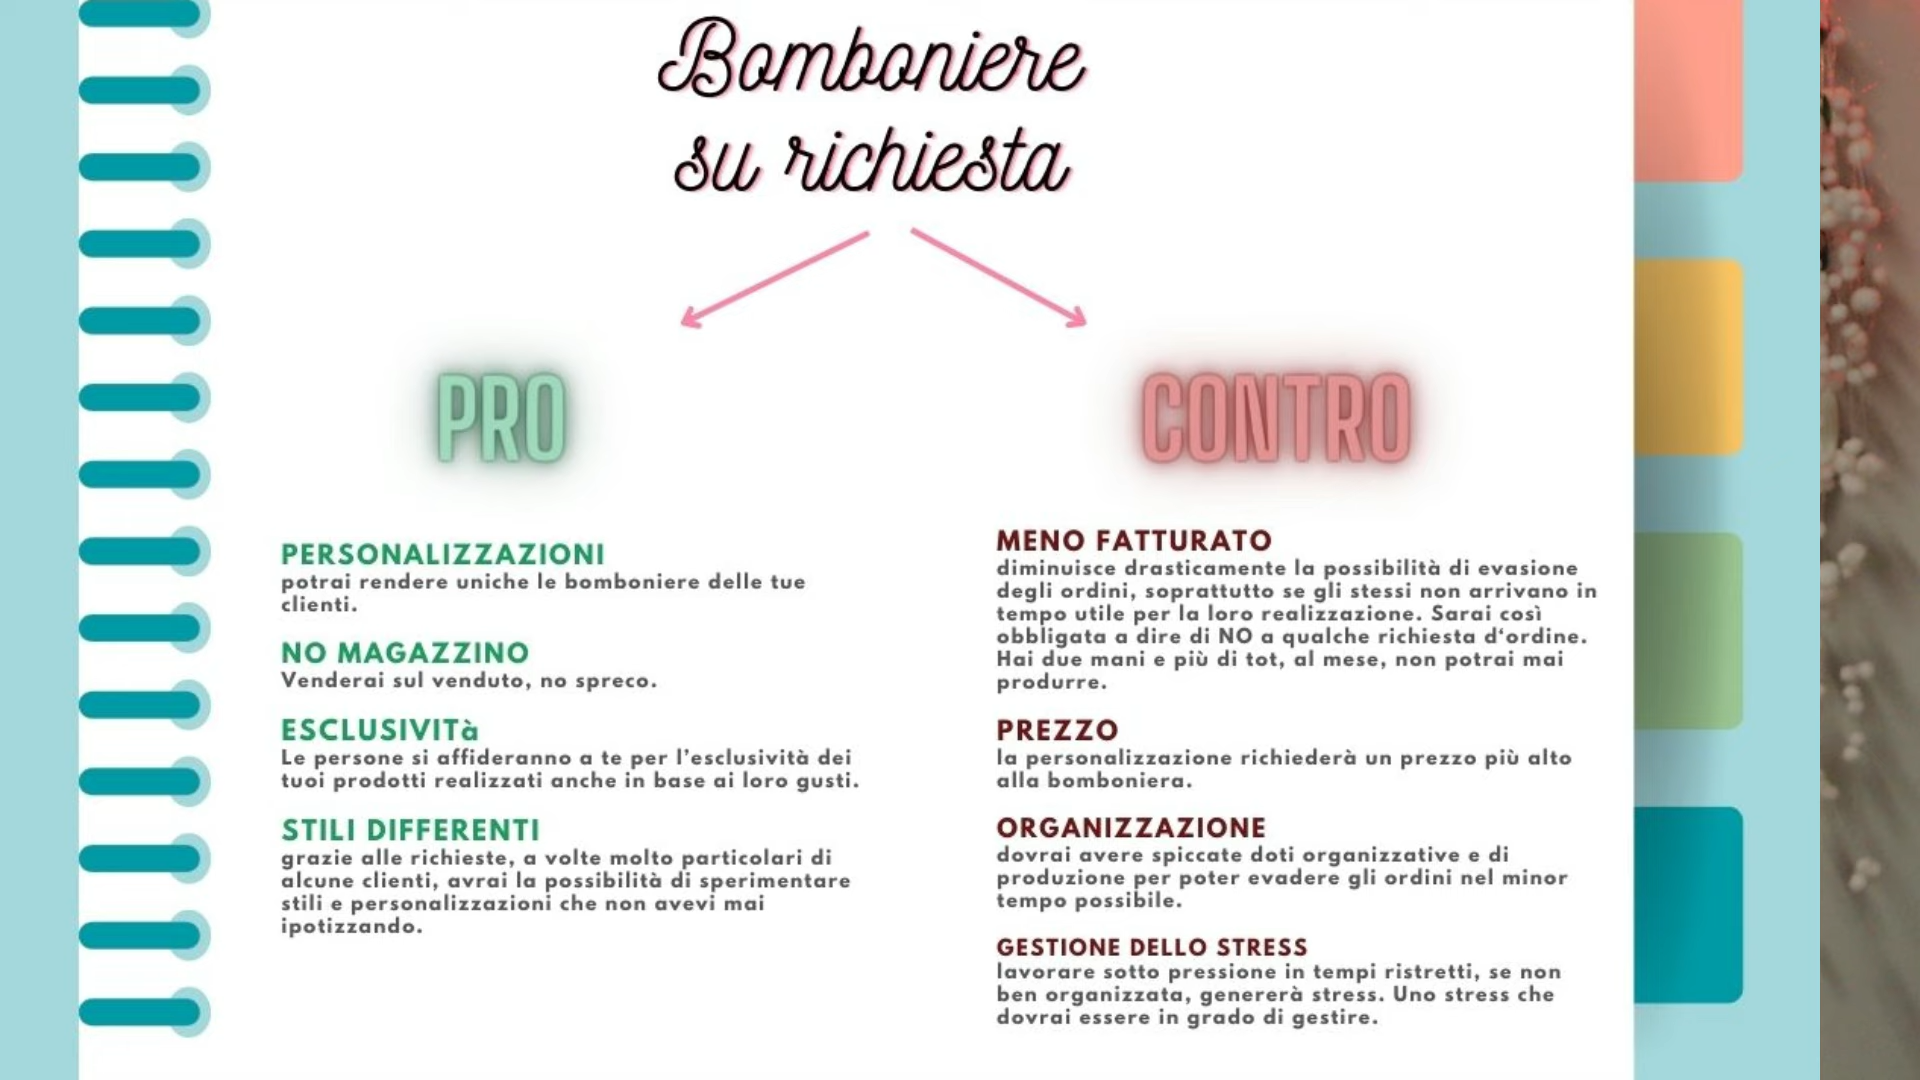 Bomboniere
su richiesta
PRO
PERSONALIZZAZIONI
potrai rendere uniche le bomboniere delle tue
clienti.
NO MAGAZZINO
Venderai sul venduto, no spreco.
ESCLUSIVITà
Le persone si affideranno a te per l’esclusività dei
tuoi prodotti realizzati anche in base ai loro gusti.
STILI DIFFERENTI
grazie alle richieste, a volte molto particolari di
alcune clienti, avrai la possibilità di sperimentare
stili e personalizzazioni che non avevi mai
ipotizzando.
CONTRO
MENO FATTURATO
diminuisce drasticamente la possibilità di evasione
degli ordini, soprattutto se gli stessi non arrivano in
tempo utile per la loro realizzazione. Sarai così
obbligata a dire di NO a qualche richiesta d‘ordine.
Hai due mani e più di tot, al mese, non potrai mai
produrre.
PREZZO
la personalizzazione richiederà un prezzo più alto
alla bomboniera.
ORGANIZZAZIONE
dovrai avere spiccate doti organizzative e di
produzione per poter evadere gli ordini nel minor
tempo possibile.
GESTIONE DELLO STRESS
lavorare sotto pressione in tempi ristretti, se non
ben organizzata, genererà stress. Uno stress che
dovrai essere in grado di gestire.